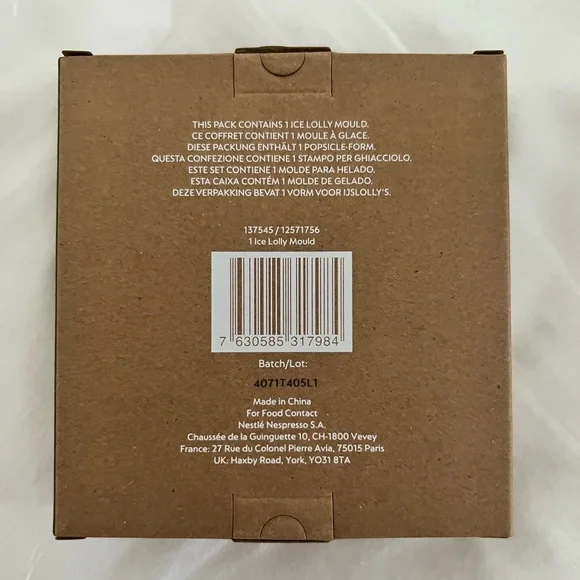 THIS PACK CONTAINS 1 ICE LOLLY MOULD.
CE COFFRET CONTIENT 1 MOULE À GLACE.
DIESE PACKUNG ENTHÄLT 1 POPSICLE-FORM.
QUESTA CONFEZIONE CONTIENE 1 STAMPO PER GHIACCIOLO.
ESTE SET CONTIENE 1 MOLDE PARA HELADO.
ESTA CAIXA CONTÉM 1 MOLDE DE GELADO.
DEZE VERPAKKING BEVAT 1 VORM VOOR IJSLOLLY'S.
137545 / 12571756
1 Ice Lolly Mould
7 630585 317984
Batch/Lot:
4071T405L1
Made in China
For Food Contact
Nestlé Nespresso S.A.
Chaussée de la Guinguette 10, CH-1800 Vevey
France: 27 Rue du Colonel Pierre Avia, 75015 Paris
UK: Haxby Road, York, YO31 8TA